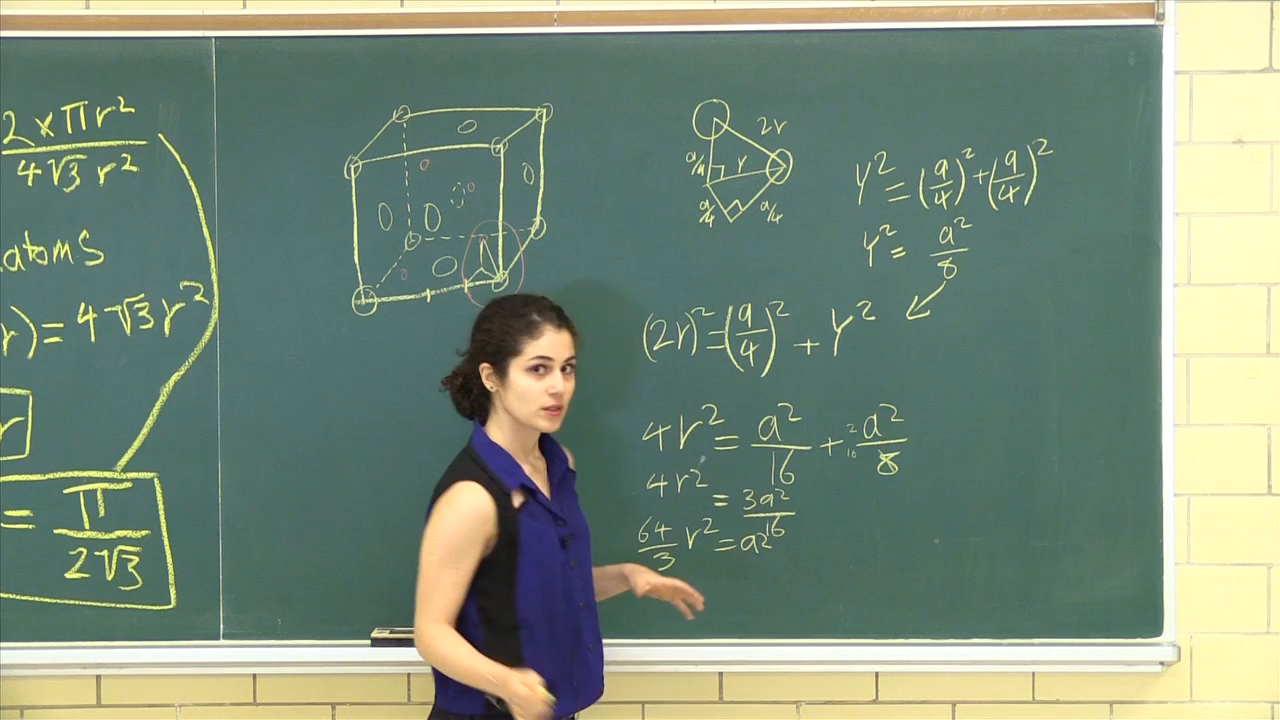 2 × πr²
4√3 r²
atoms
r) = 4√3 r²
r
= π
2√3
2r
a/4
Y
a/4
a/4
Y² = (a/4)² + (a/4)²
Y² = a²/8
(2r)² = (a/4)² + Y²
4r² = a²/16 + 2/16 a²/8
4r² = 3a²/16
64/3 r² = a²